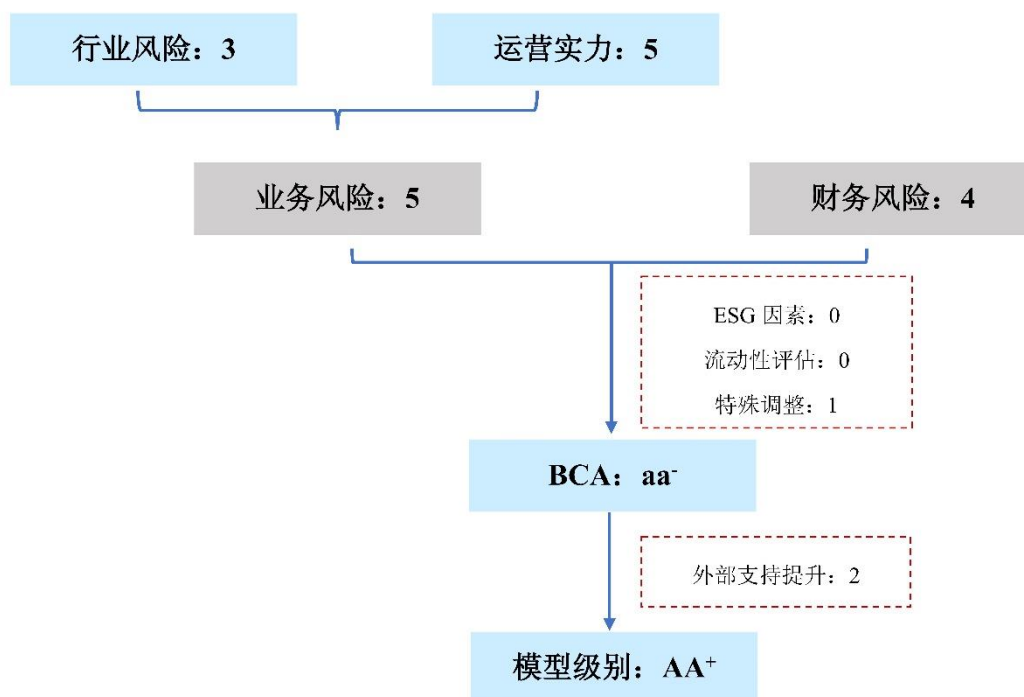 行业风险：3
运营实力：5
业务风险：5
财务风险：4
ESG 因素：0
流动性评估：0
特殊调整：1
BCA：aa⁻
外部支持提升：2
模型级别：AA⁺